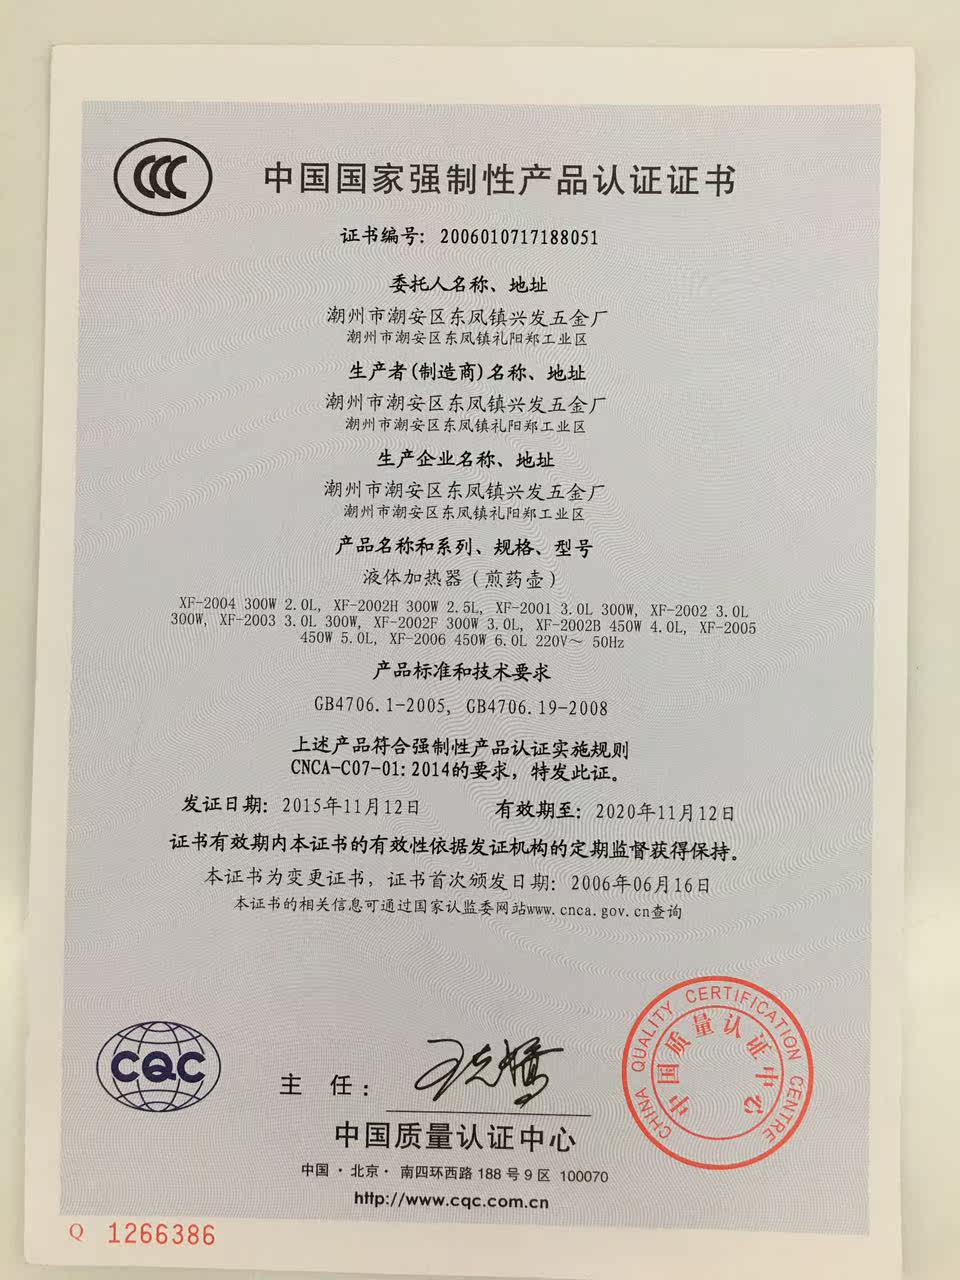 CCC
中国国家强制性产品认证证书
证书编号: 2006010717188051
委托人名称、地址
潮州市潮安区东凤镇兴发五金厂
潮州市潮安区东凤镇礼阳郑工业区
生产者(制造商)名称、地址
潮州市潮安区东凤镇兴发五金厂
潮州市潮安区东凤镇礼阳郑工业区
生产企业名称、地址
潮州市潮安区东凤镇兴发五金厂
潮州市潮安区东凤镇礼阳郑工业区
产品名称和系列、规格、型号
液体加热器(煎药壶)
XF-2004 300W 2.0L, XF-2002H 300W 2.5L, XF-2001 3.0L 300W, XF-2002 3.0L
300W, XF-2003 3.0L 300W, XF-2002F 300W 3.0L, XF-2002B 450W 4.0L, XF-2005
450W 5.0L, XF-2006 450W 6.0L 220V~ 50Hz
产品标准和技术要求
GB4706.1-2005, GB4706.19-2008
上述产品符合强制性产品认证实施规则
CNCA-C07-01:2014的要求,特发此证。
发证日期: 2015年11月12日 有效期至: 2020年11月12日
证书有效期内本证书的有效性依据发证机构的定期监督获得保持。
本证书为变更证书,证书首次颁发日期: 2006年06月16日
本证书的相关信息可通过国家认监委网站www.cnca.gov.cn查询
CQC
主 任:
CHINA QUALITY CERTIFICATION CENTRE
中国质量认证中心
中国质量认证中心
中国·北京·南四环西路188号9区 100070
http://www.cqc.com.cn
Q 1266386